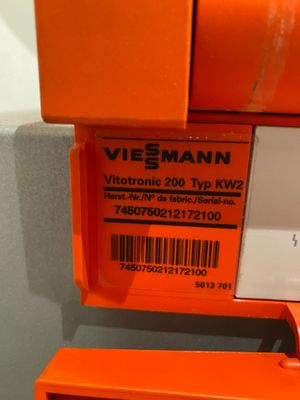 VIESSMANN
Vitotronic 200 Typ KW2
Herst.-Nr./N° de fabric./Serial-no.
7450750212172100
7450750212172100
5613 701